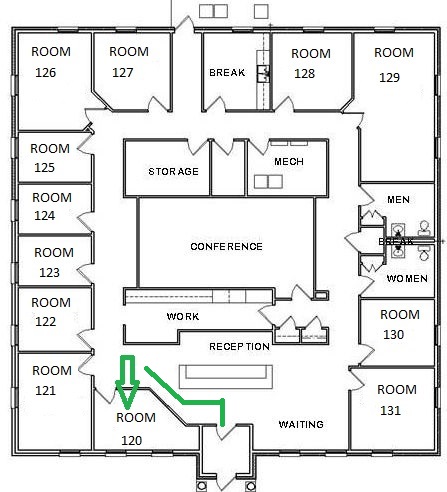 ROOM
126
ROOM
127
BREAK
ROOM
128
ROOM
129
ROOM
125
STORAGE
MECH
ROOM
124
MEN
CONFERENCE
BREAK
ROOM
123
WOMEN
ROOM
122
WORK
ROOM
130
RECEPTION
ROOM
121
ROOM
131
ROOM
120
WAITING